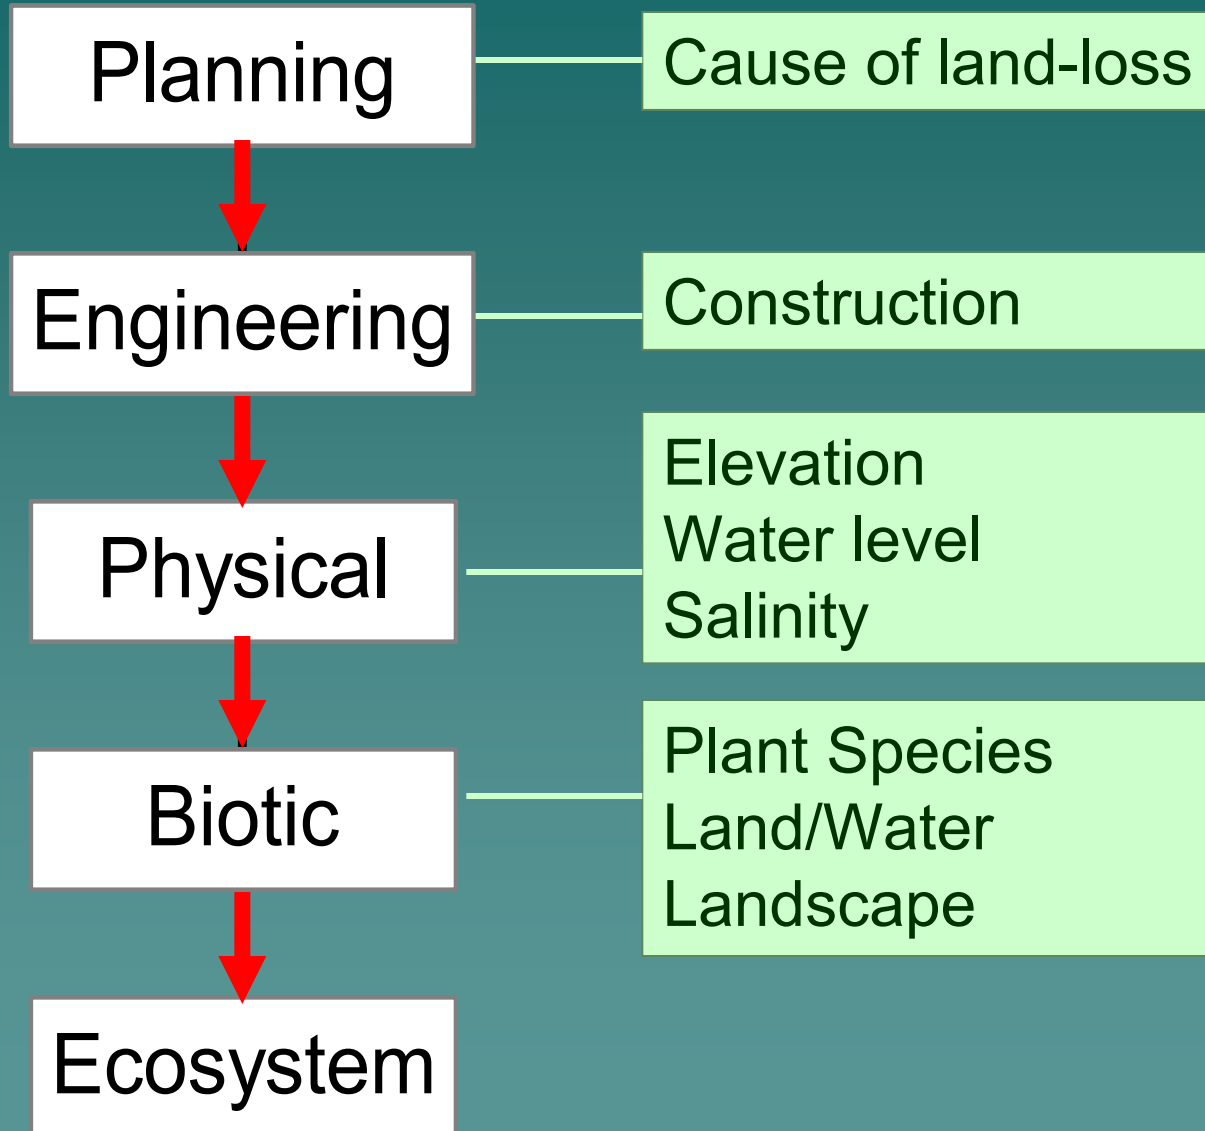 Planning
Cause of land-loss
Engineering
Construction
Physical
Elevation
Water level
Salinity
Biotic
Plant Species
Land/Water
Landscape
Ecosystem